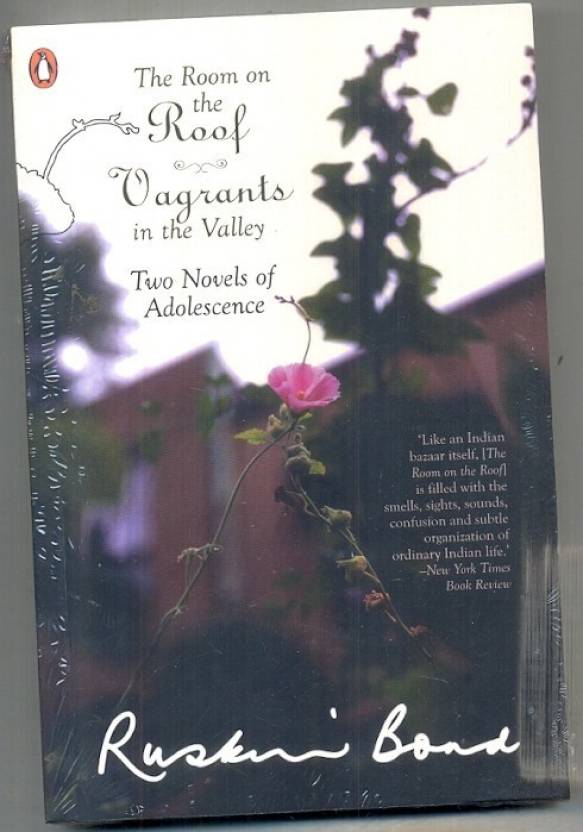 The Room on
the
Roof
Vagrants
in the Valley
Two Novels of
Adolescence
'Like an Indian
bazaar itself, [The
Room on the Roof]
is filled with the
smells, sights, sounds,
confusion and subtle
organization of
ordinary Indian life.'
–New York Times
Book Review
Ruskin Bond